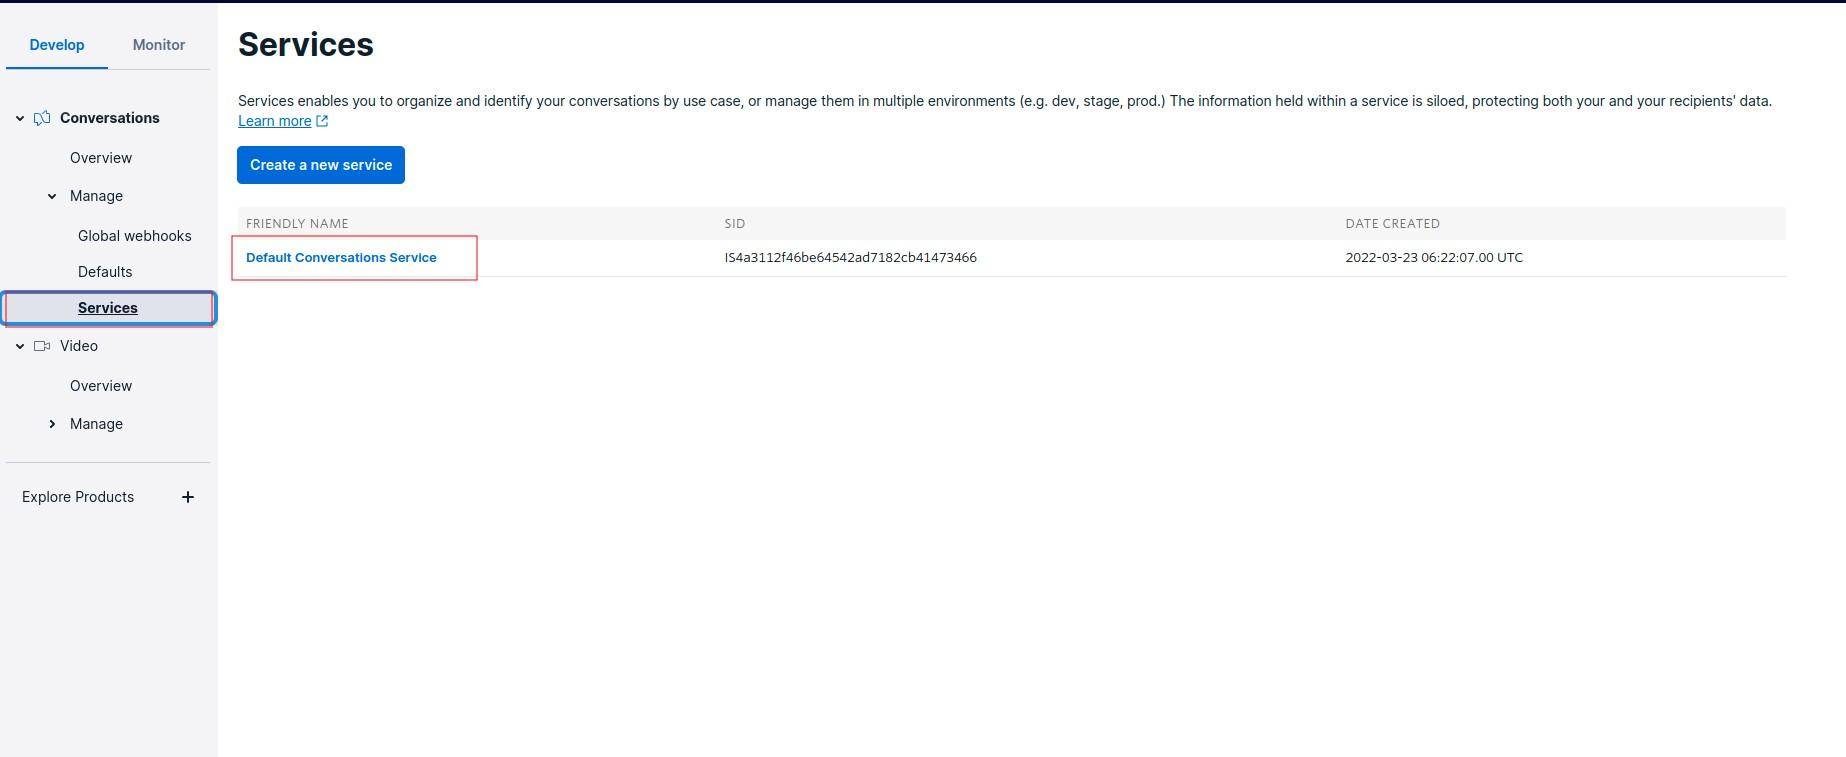 Develop
Monitor
Services
Services enables you to organize and identify your conversations by use case, or manage them in multiple environments (e.g. dev, stage, prod.) The information held within a service is siloed, protecting both your and your recipients' data.
Learn more
Create a new service
Conversations
Overview
Manage
Global webhooks
Defaults
Services
Video
Overview
Manage
Explore Products
FRIENDLY NAME SID DATE CREATED
Default Conversations Service IS4a3112f46be64542ad7182cb41473466 2022-03-23 06:22:07.00 UTC